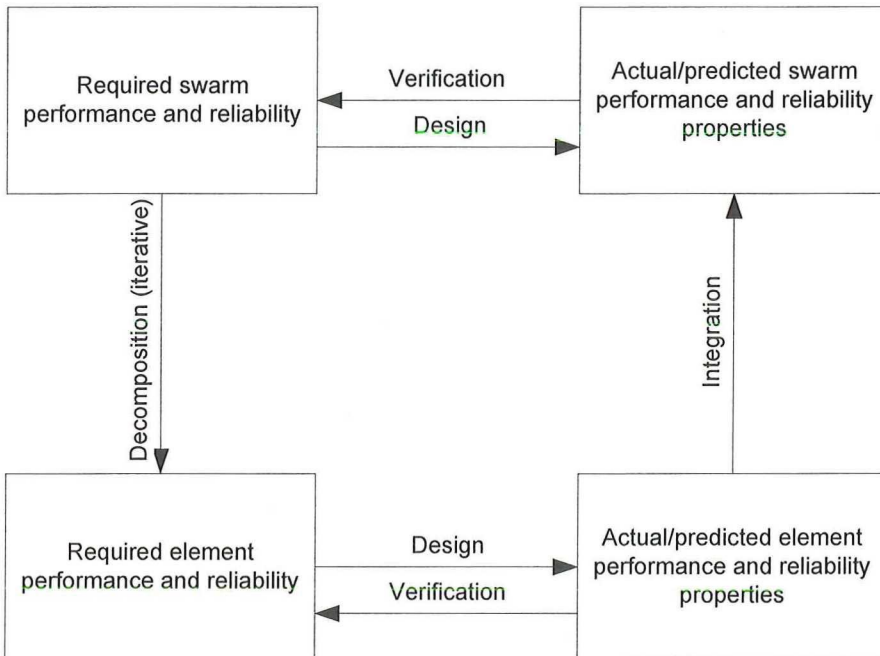 Required swarm
performance and reliability
Verification
Design
Actual/predicted swarm
performance and reliability
properties
Decomposition (iterative)
Integration
Required element
performance and reliability
Design
Verification
Actual/predicted element
performance and reliability
properties